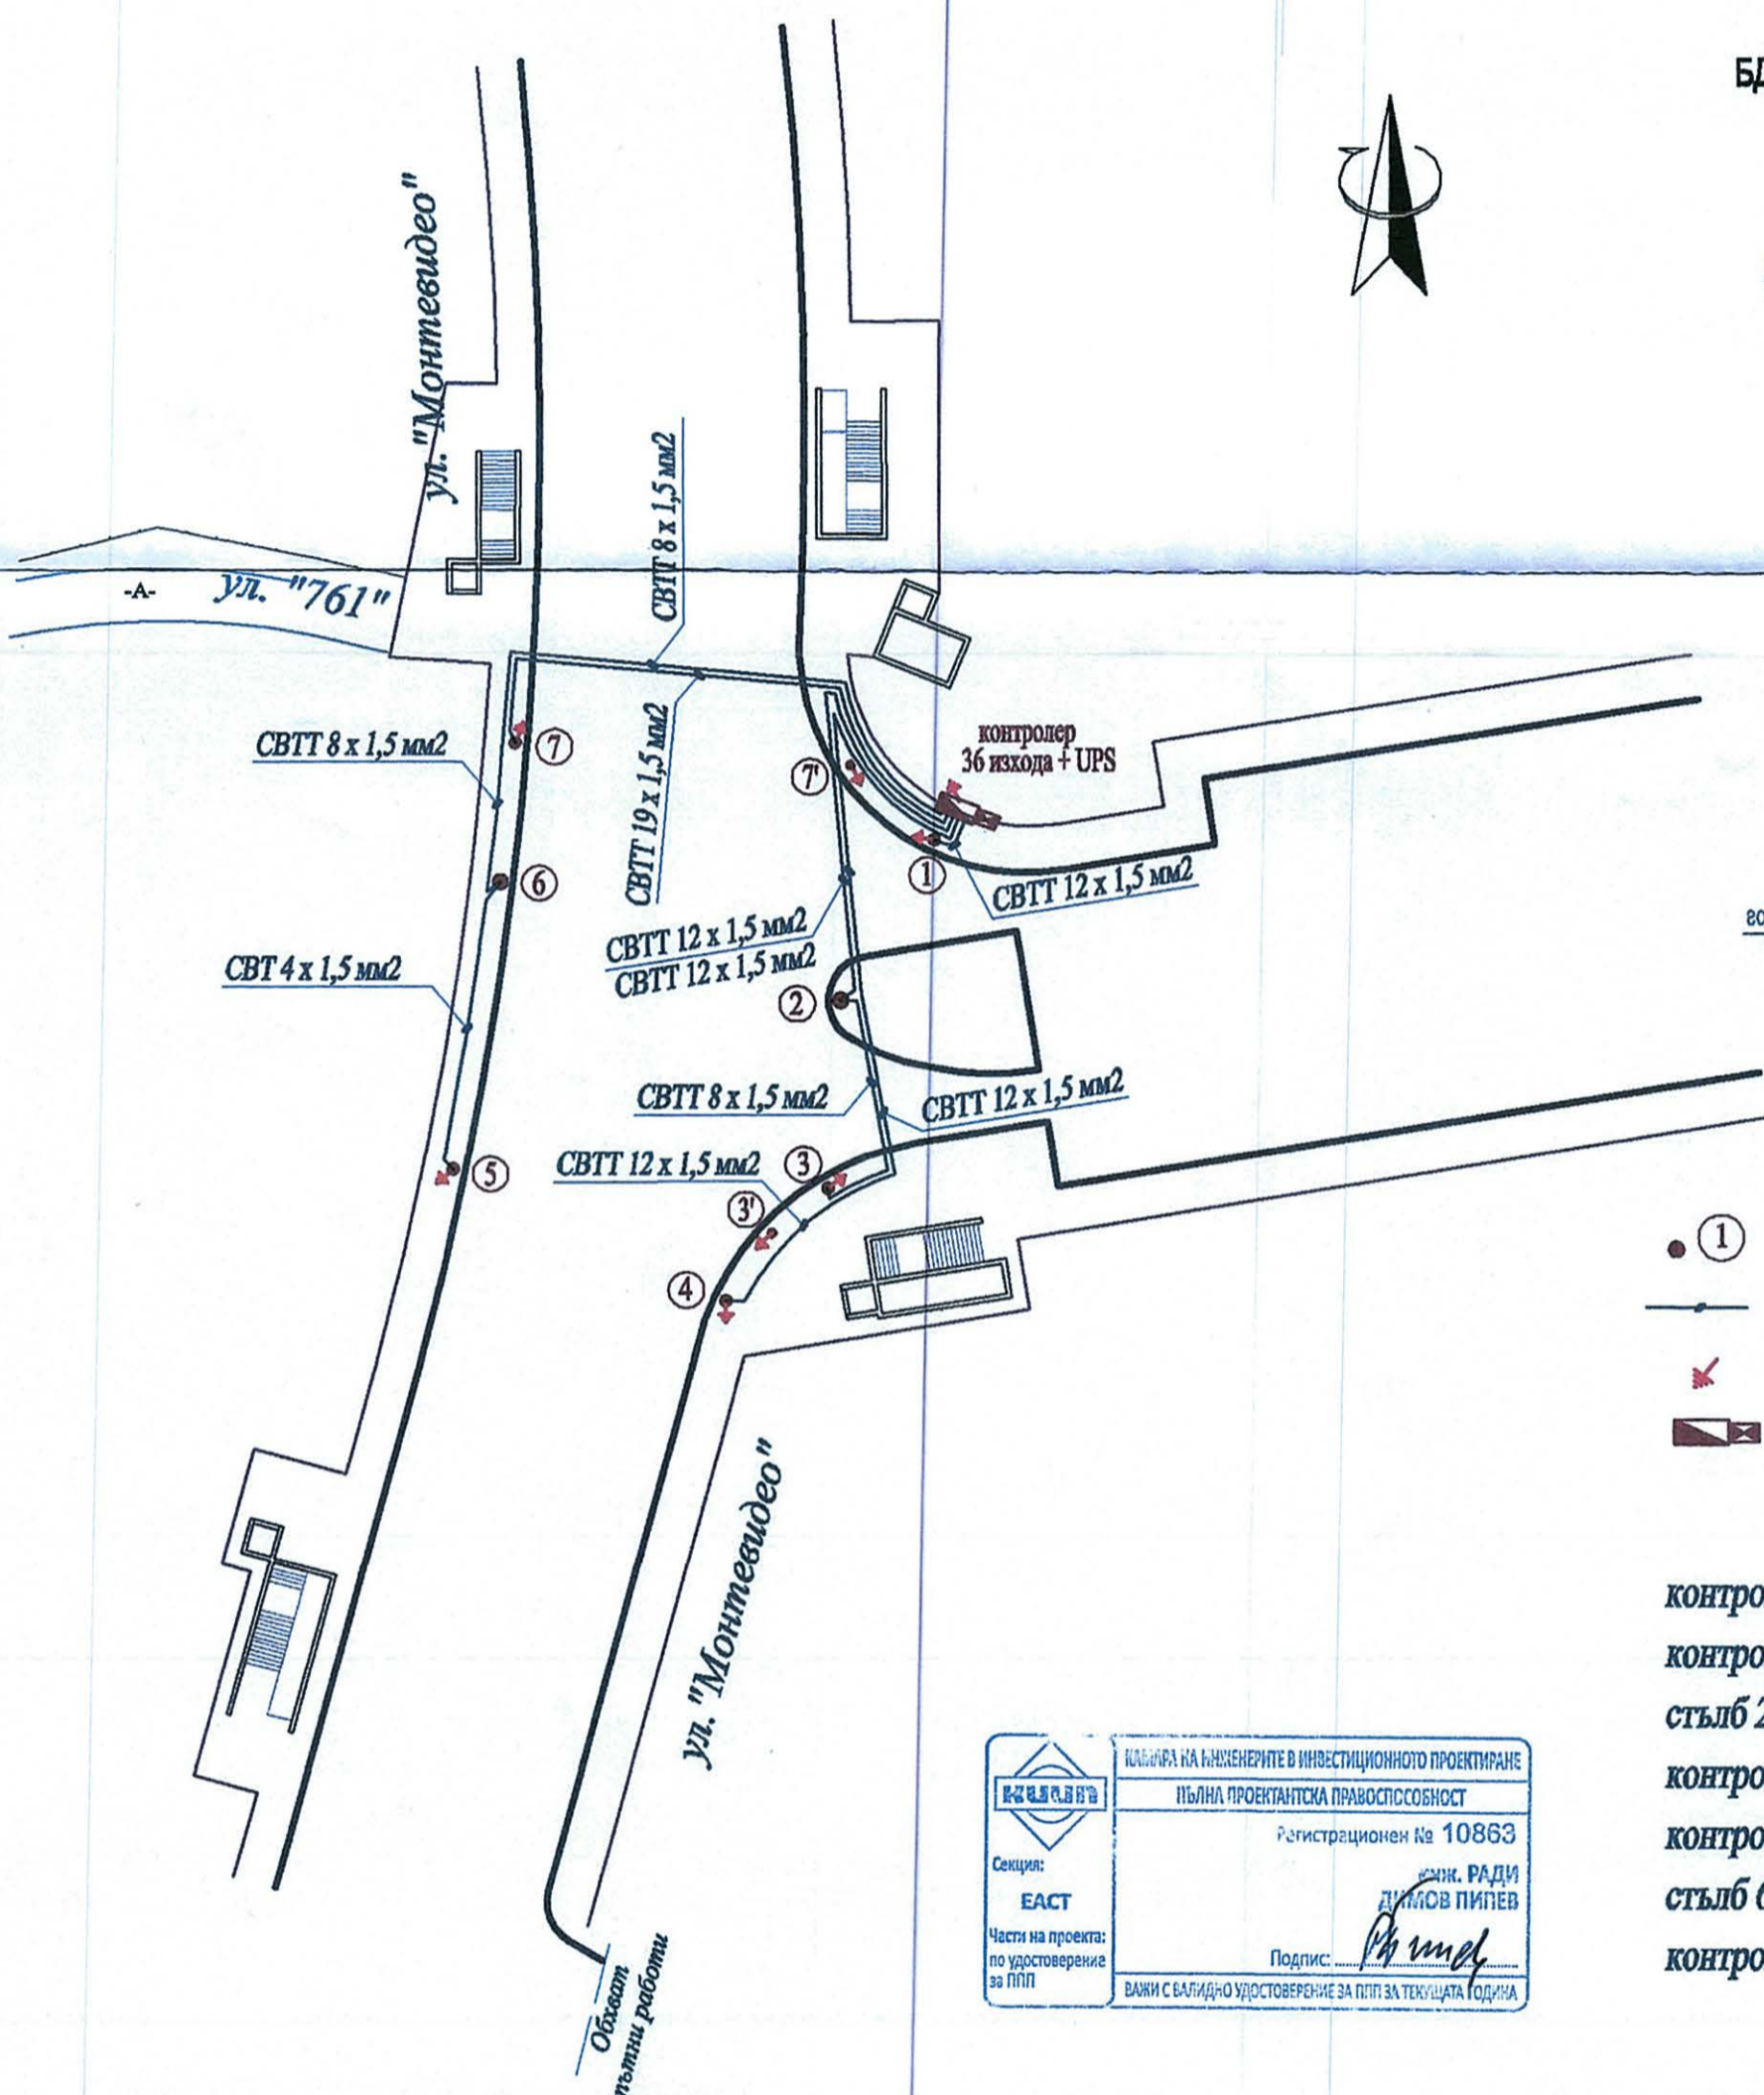 БД
ул. "Монтевидео"
СВТТ 8 x 1,5 мм2
-А-
ул. "761"
СВТТ 8 x 1,5 мм2
7
СВТТ 19 x 1,5 мм2
7'
контролер
36 изхода + UPS
6
1
СВТТ 12 x 1,5 мм2
СВТТ 12 x 1,5 мм2
СВТТ 12 x 1,5 мм2
СВТ 4 x 1,5 мм2
2
СВТТ 8 x 1,5 мм2
СВТТ 12 x 1,5 мм2
5
СВТТ 12 x 1,5 мм2
3
3'
4
1
ул. "Монтевидео"
контро
контро
стълб 2
контро
контро
стълб
контро
КАМАРА НА ИНЖЕНЕРИТЕ В ИНВЕСТИЦИОННОТО ПРОЕКТИРАНЕ
КИИП
ПЪЛНА ПРОЕКТАНТСКА ПРАВОСПОСОБНОСТ
Регистрационен № 10863
Секция:
ЕАСТ
инж. РАДИ
ДИМОВ ПИПЕВ
Части на проекта:
по удостоверение
за ППП
Подпис:
ВАЖИ С ВАЛИДНО УДОСТОВЕРЕНИЕ ЗА ППП ЗА ТЕКУЩАТА ГОДИНА
Обхват
пътни работи